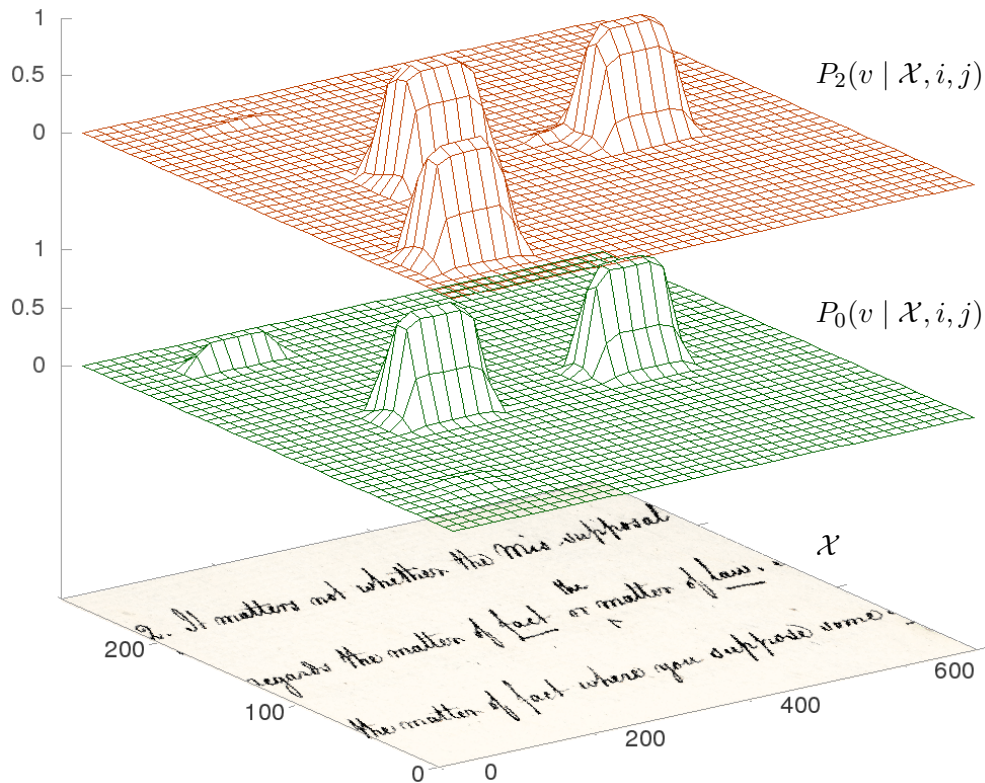 1
0.5
0
P₂(v | 𝒳, i, j)
1
0.5
0
P₀(v | 𝒳, i, j)
𝒳
2. It matters not whether the Mis-supposal
the
regards the matter of fact or matter of Law.
the matter of fact where you suppose some
200
100
0
0
200
400
600